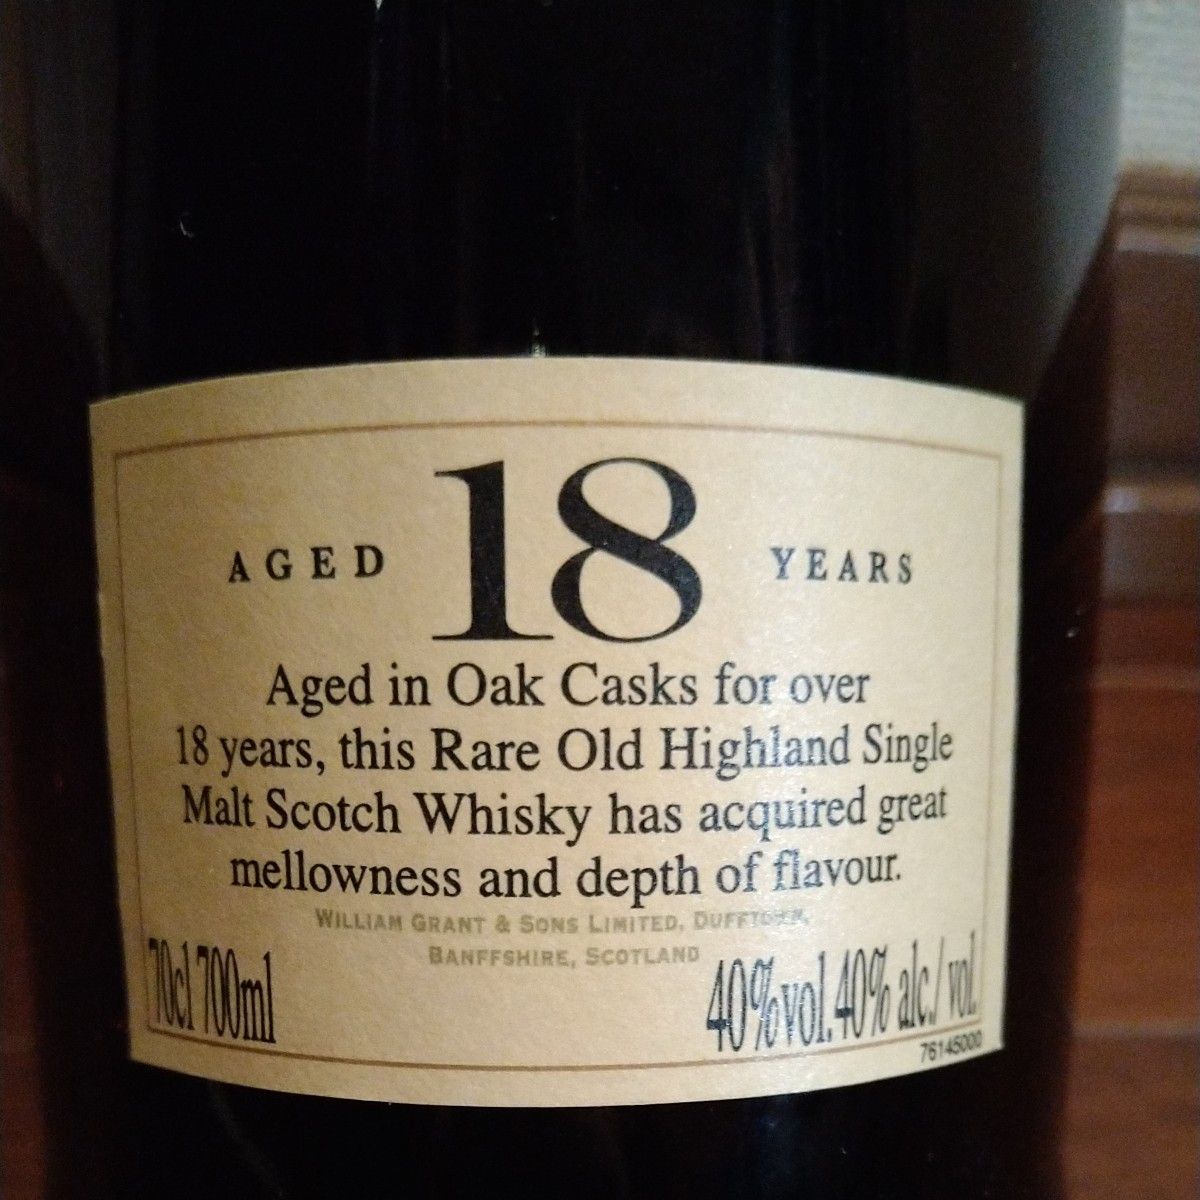 AGED 18 YEARS
Aged in Oak Casks for over
18 years, this Rare Old Highland Single
Malt Scotch Whisky has acquired great
mellowness and depth of flavour.
WILLIAM GRANT & SONS LIMITED, DUFFTOWN,
BANFFSHIRE, SCOTLAND
70cl 700ml 40%vol. 40% alc./vol.
76145000